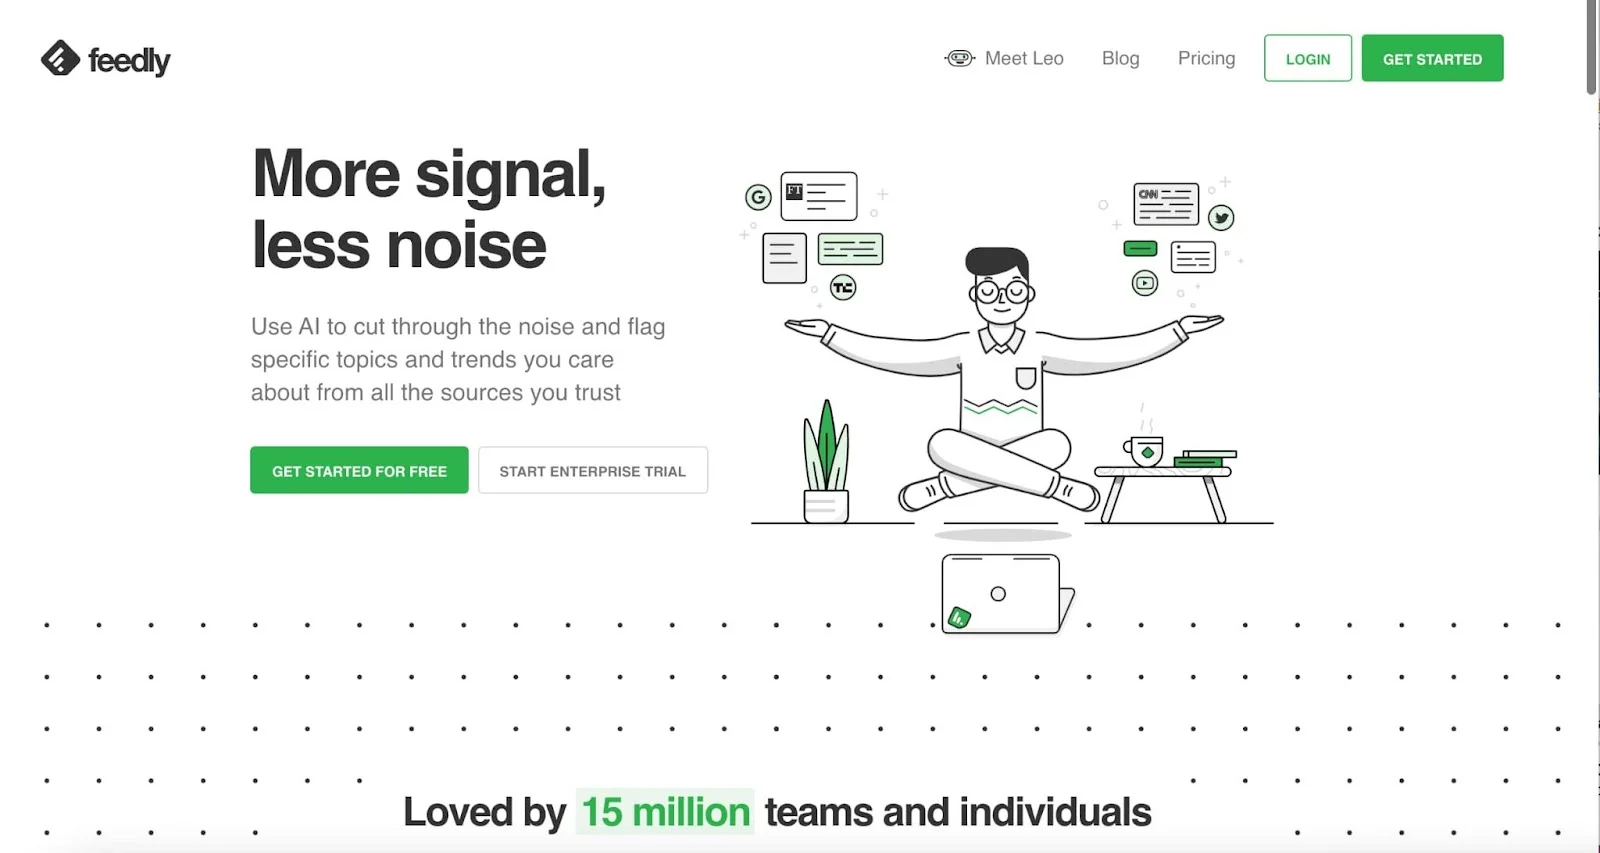 feedly
Meet Leo
Blog
Pricing
LOGIN
GET STARTED
More signal,
less noise
Use AI to cut through the noise and flag
specific topics and trends you care
about from all the sources you trust
GET STARTED FOR FREE
START ENTERPRISE TRIAL
G
FT
TC
CNN
Loved by 15 million teams and individuals